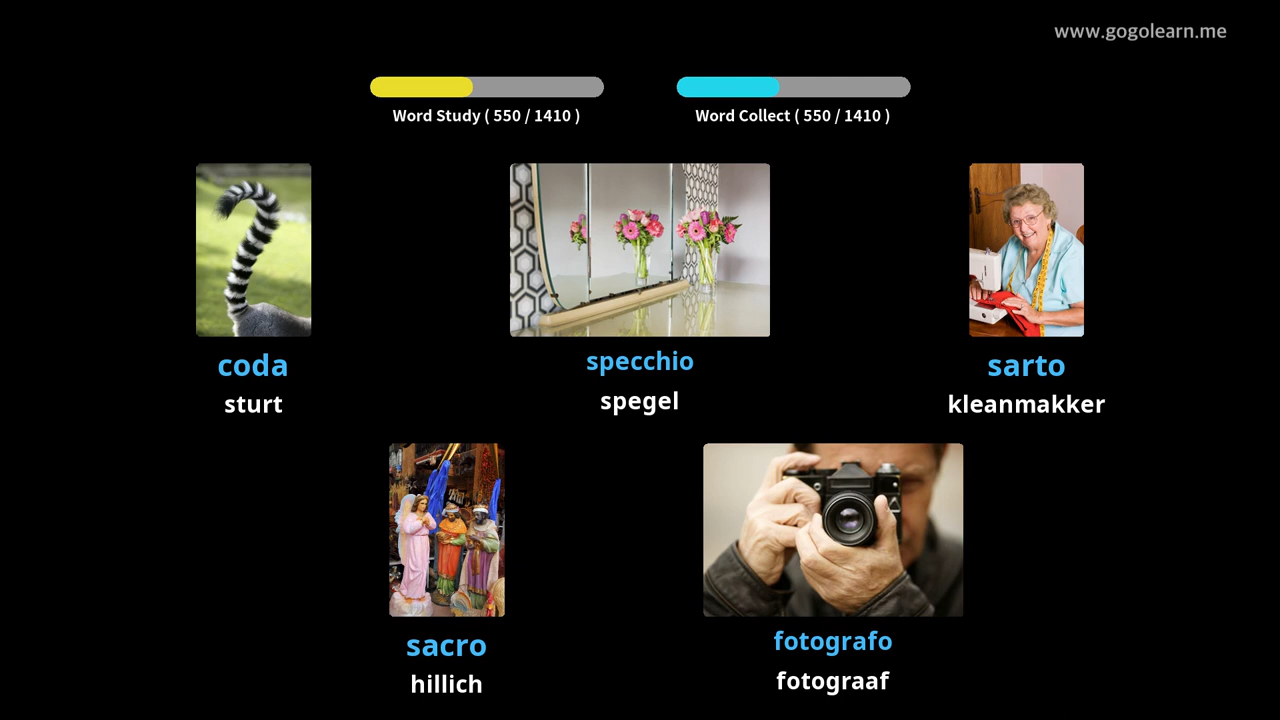 www.gogolearn.me
Word Study ( 550 / 1410 )
Word Collect ( 550 / 1410 )
coda
sturt
specchio
spegel
sarto
kleanmakker
sacro
hillich
fotografo
fotograaf